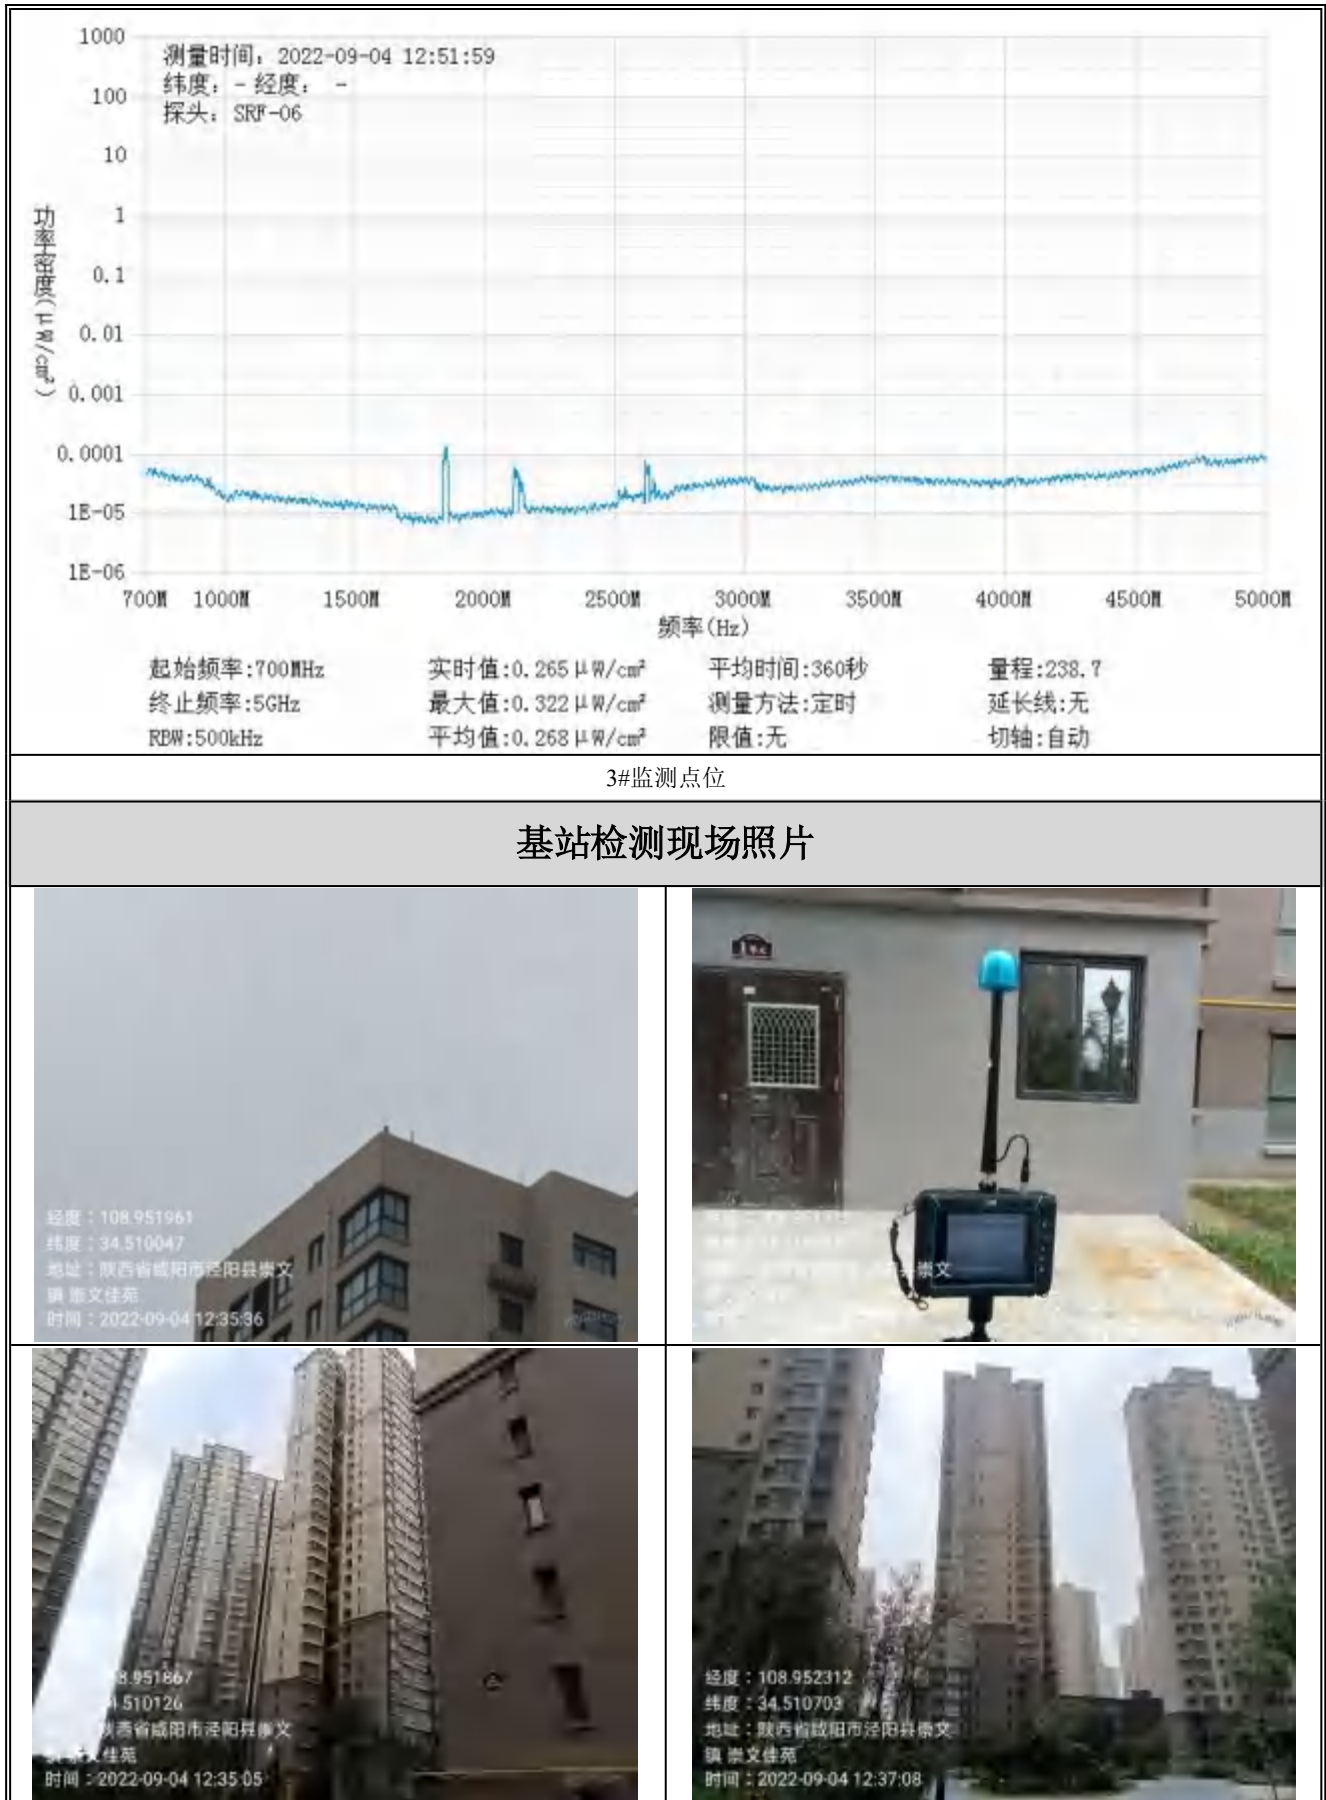 测量时间：2022-09-04 12:51:59
纬度：- 经度： -
探头：SRF-06
功率密度(μW/cm²)
1000
100
10
1
0.1
0.01
0.001
0.0001
1E-05
1E-06
700M 1000M 1500M 2000M 2500M 3000M 3500M 4000M 4500M 5000M
频率(Hz)
起始频率:700MHz 实时值:0.265μW/cm² 平均时间:360秒 量程:238.7
终止频率:5GHz 最大值:0.322μW/cm² 测量方法:定时 延长线:无
RBW:500kHz 平均值:0.268μW/cm² 限值:无 切轴:自动
3#监测点位
基站检测现场照片
经度：108.951961
纬度：34.510047
地址：陕西省咸阳市泾阳县崇文
镇 崇文佳苑
时间：2022-09-04 12:35:36
崇文
8.951867
4.510126
陕西省咸阳市泾阳县崇文
文佳苑
时间：2022-09-04 12:35:05
经度：108.952312
纬度：34.510703
地址：陕西省咸阳市泾阳县崇文
镇 崇文佳苑
时间：2022-09-04 12:37:08